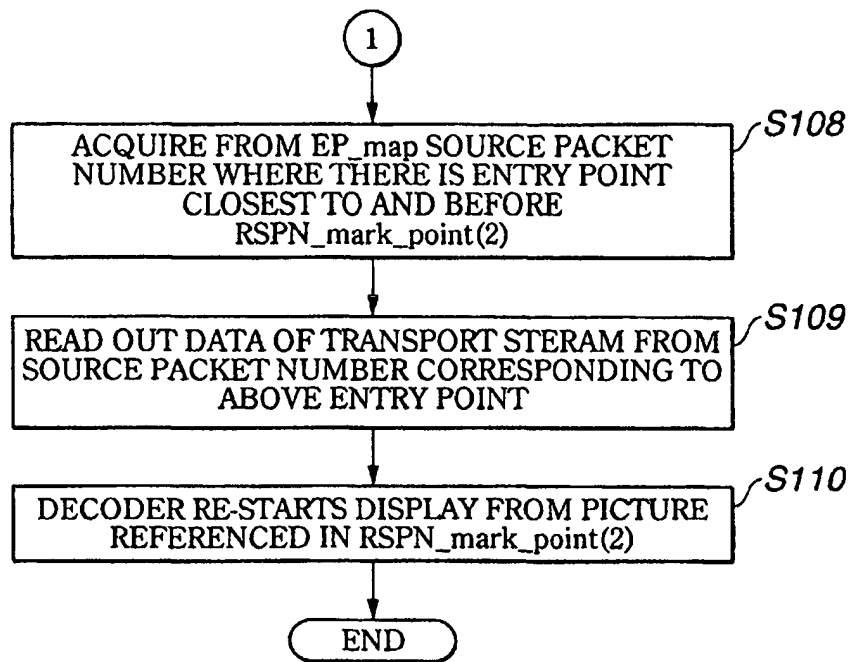 1
S108
ACQUIRE FROM EP_map SOURCE PACKET
NUMBER WHERE THERE IS ENTRY POINT
CLOSEST TO AND BEFORE
RSPN_mark_point(2)
S109
READ OUT DATA OF TRANSPORT STERAM FROM
SOURCE PACKET NUMBER CORRESPONDING TO
ABOVE ENTRY POINT
S110
DECODER RE-STARTS DISPLAY FROM PICTURE
REFERENCED IN RSPN_mark_point(2)
END